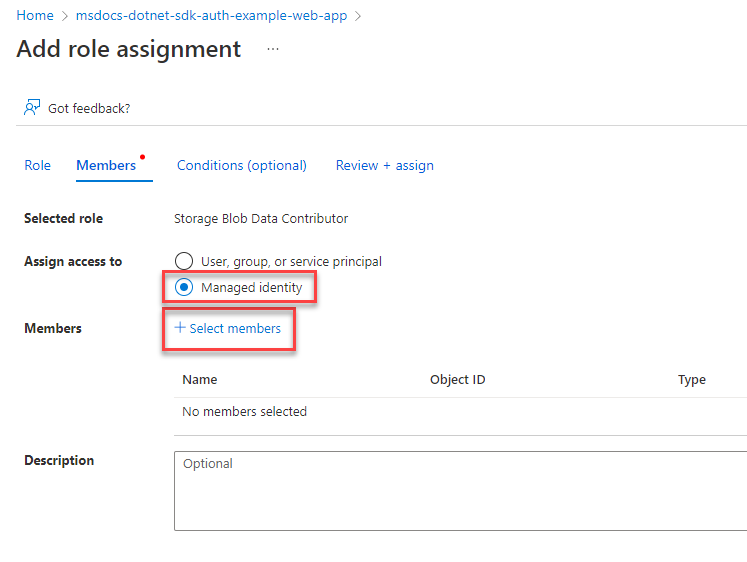 Home > msdocs-dotnet-sdk-auth-example-web-app >
Add role assignment ...
Got feedback?
Role Members Conditions (optional) Review + assign
Selected role Storage Blob Data Contributor
Assign access to User, group, or service principal
Managed identity
Members + Select members
Name Object ID Type
No members selected
Description Optional